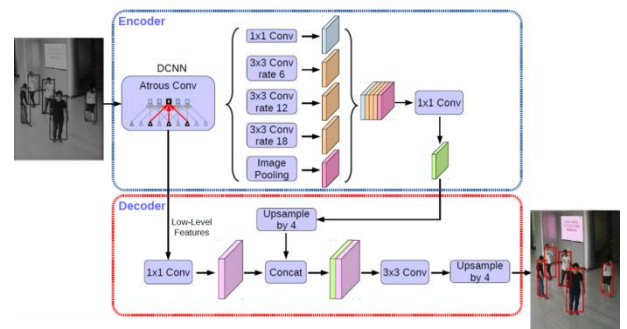 Encoder
DCNN
Atrous Conv
1x1 Conv
3x3 Conv
rate 6
3x3 Conv
rate 12
3x3 Conv
rate 18
Image
Pooling
1x1 Conv
Decoder
Low-Level
Features
Upsample
by 4
1x1 Conv
Concat
3x3 Conv
Upsample
by 4